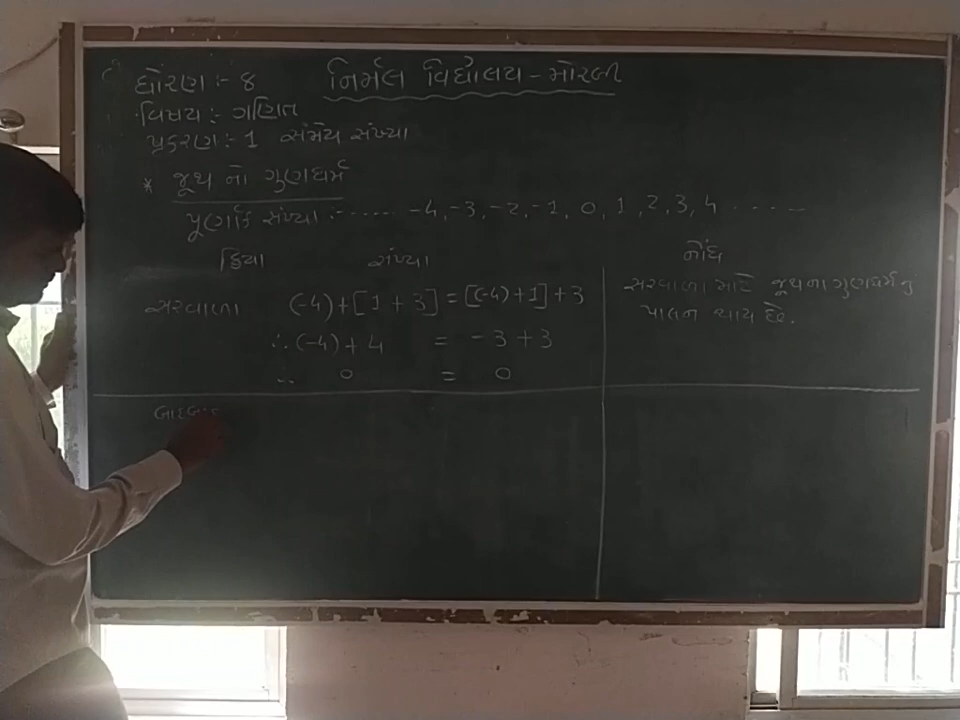 ધોરણ :- ૪ નિર્મલ વિદ્યાલય - મોરબી
વિષય :- ગણિત
પ્રકરણ :- 1 સંમેય સંખ્યા
* જૂથ નો ગુણધર્મ
પૂર્ણાંક સંખ્યા :- ...... -4, -3, -2, -1, 0, 1, 2, 3, 4 ......
ક્રિયા સંખ્યા નોંધ
સરવાળા (-4) + [1 + 3] = [(-4) + 1] + 3 સરવાળા માટે જૂથના ગુણધર્મનું
∴ (-4) + 4 = -3 + 3 પાલન થાય છે.
∴ 0 = 0